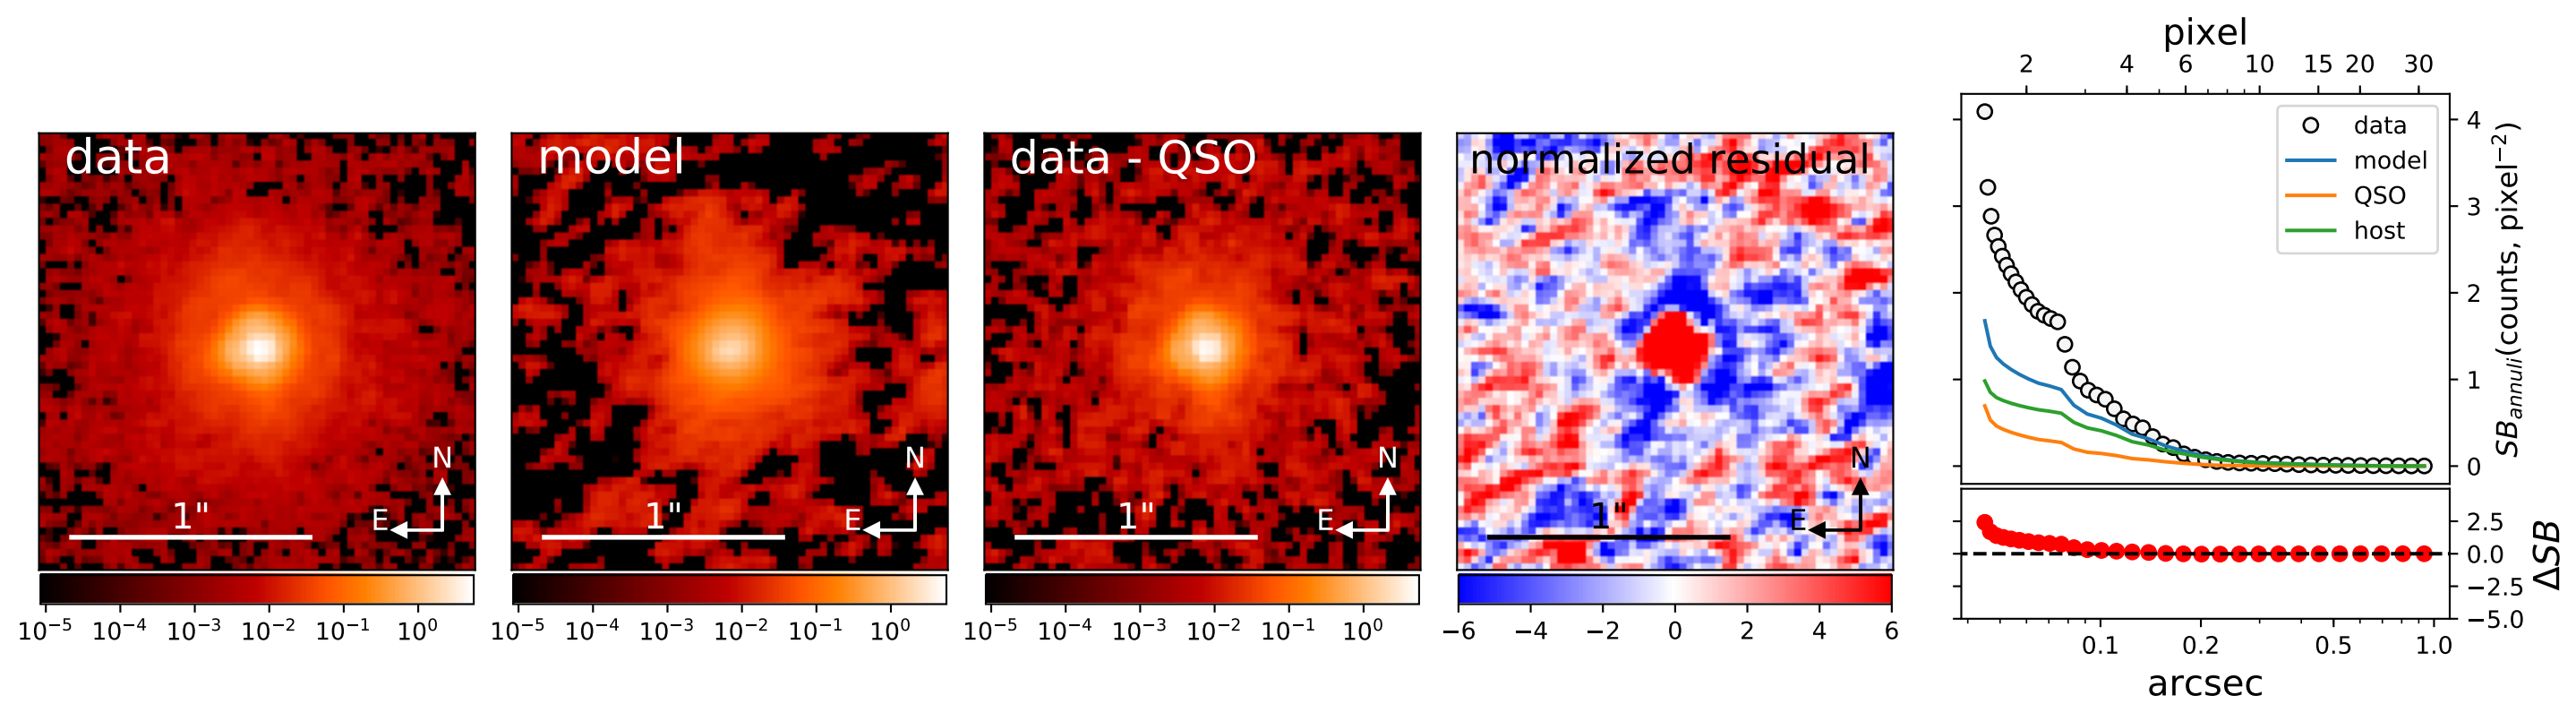 data
N
E
1"
10⁻⁵ 10⁻⁴ 10⁻³ 10⁻² 10⁻¹ 10⁰
model
N
E
1"
10⁻⁵ 10⁻⁴ 10⁻³ 10⁻² 10⁻¹ 10⁰
data - QSO
N
E
1"
10⁻⁵ 10⁻⁴ 10⁻³ 10⁻² 10⁻¹ 10⁰
normalized residual
N
E
1"
−6 −4 −2 0 2 4 6
pixel
2 4 6 10 15 20 30
data
model
QSO
host
4
3
2
1
0
SB_annuli(counts, pixel⁻²)
2.5
0.0
−2.5
−5.0
ΔSB
0.1 0.2 0.5 1.0
arcsec